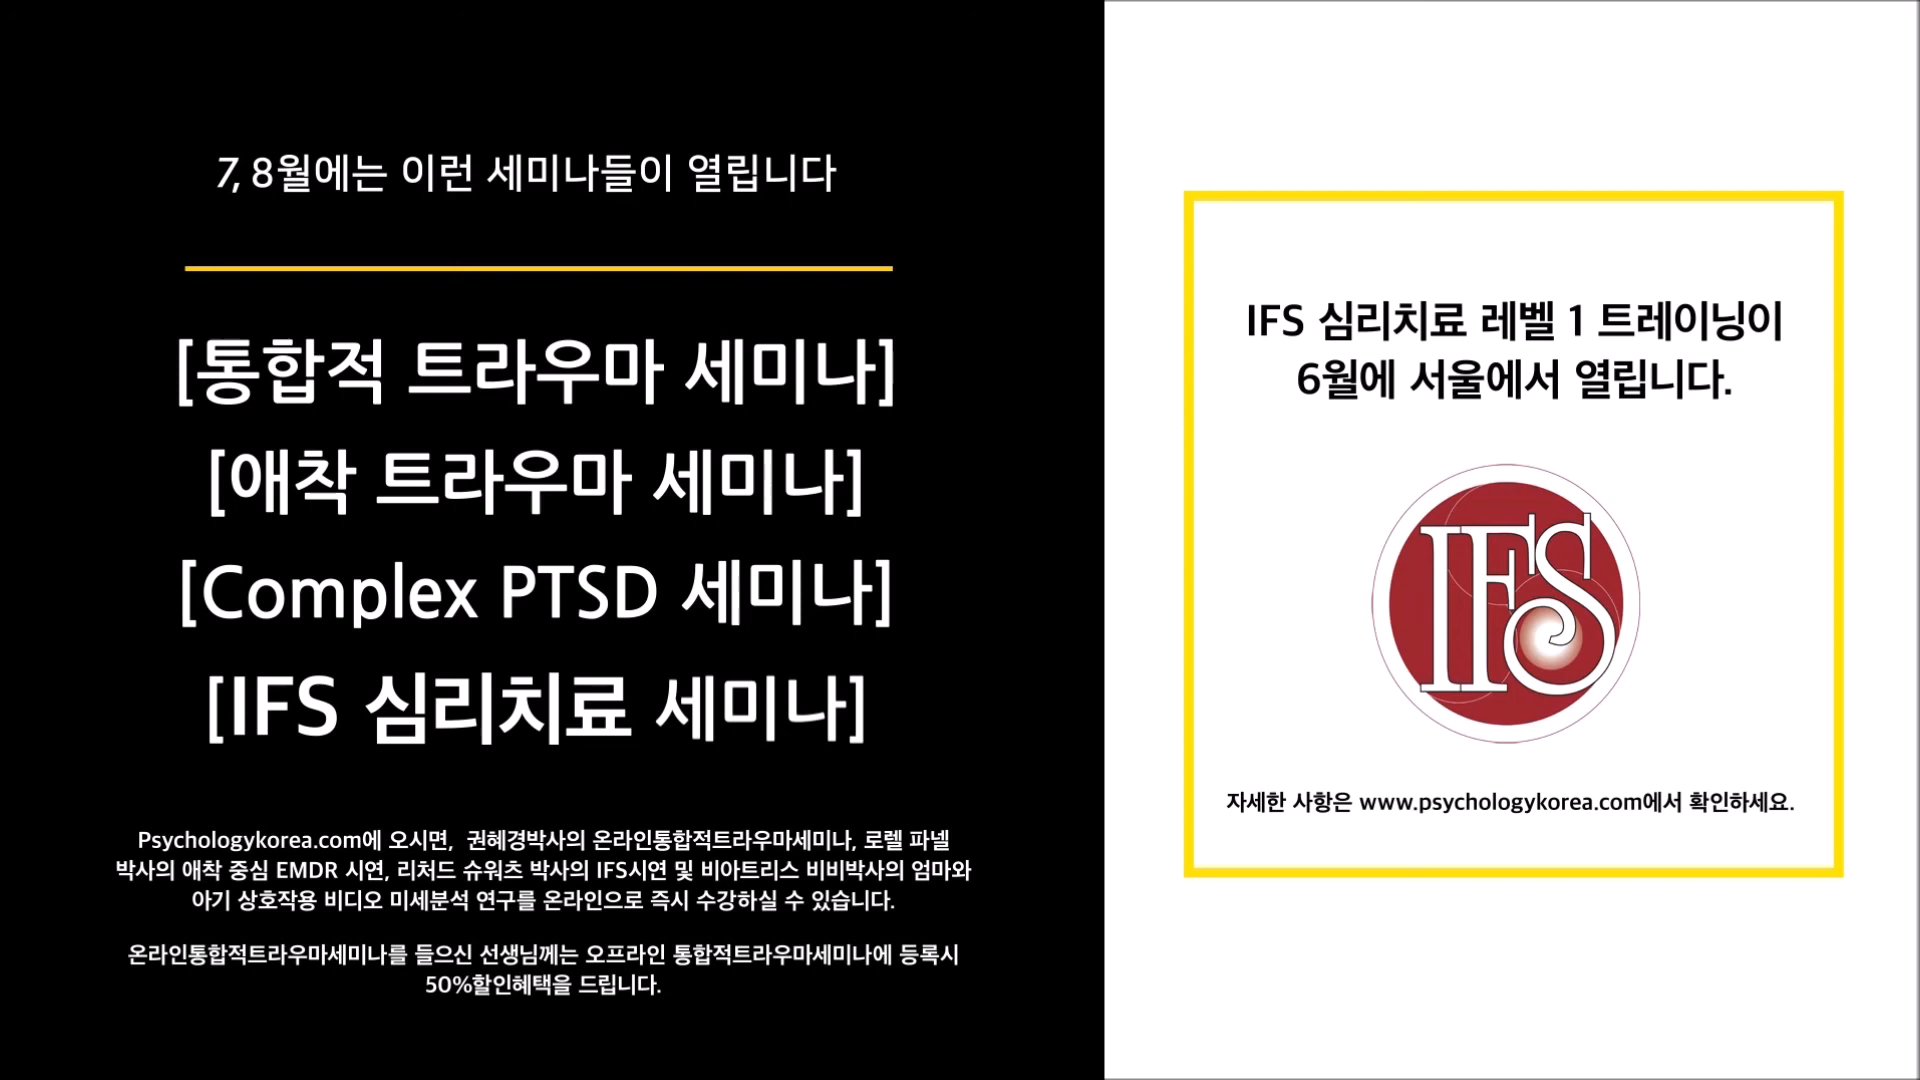 7, 8월에는 이런 세미나들이 열립니다
[통합적 트라우마 세미나]
[애착 트라우마 세미나]
[Complex PTSD 세미나]
[IFS 심리치료 세미나]
Psychologykorea.com에 오시면, 권혜경박사의 온라인통합적트라우마세미나, 로렐 파넬
박사의 애착 중심 EMDR 시연, 리처드 슈워츠 박사의 IFS시연 및 비아트리스 비비박사의 엄마와
아기 상호작용 비디오 미세분석 연구를 온라인으로 즉시 수강하실 수 있습니다.
온라인통합적트라우마세미나를 들으신 선생님께는 오프라인 통합적트라우마세미나에 등록시
50%할인혜택을 드립니다.
IFS 심리치료 레벨 1 트레이닝이
6월에 서울에서 열립니다.
IFS
자세한 사항은 www.psychologykorea.com에서 확인하세요.